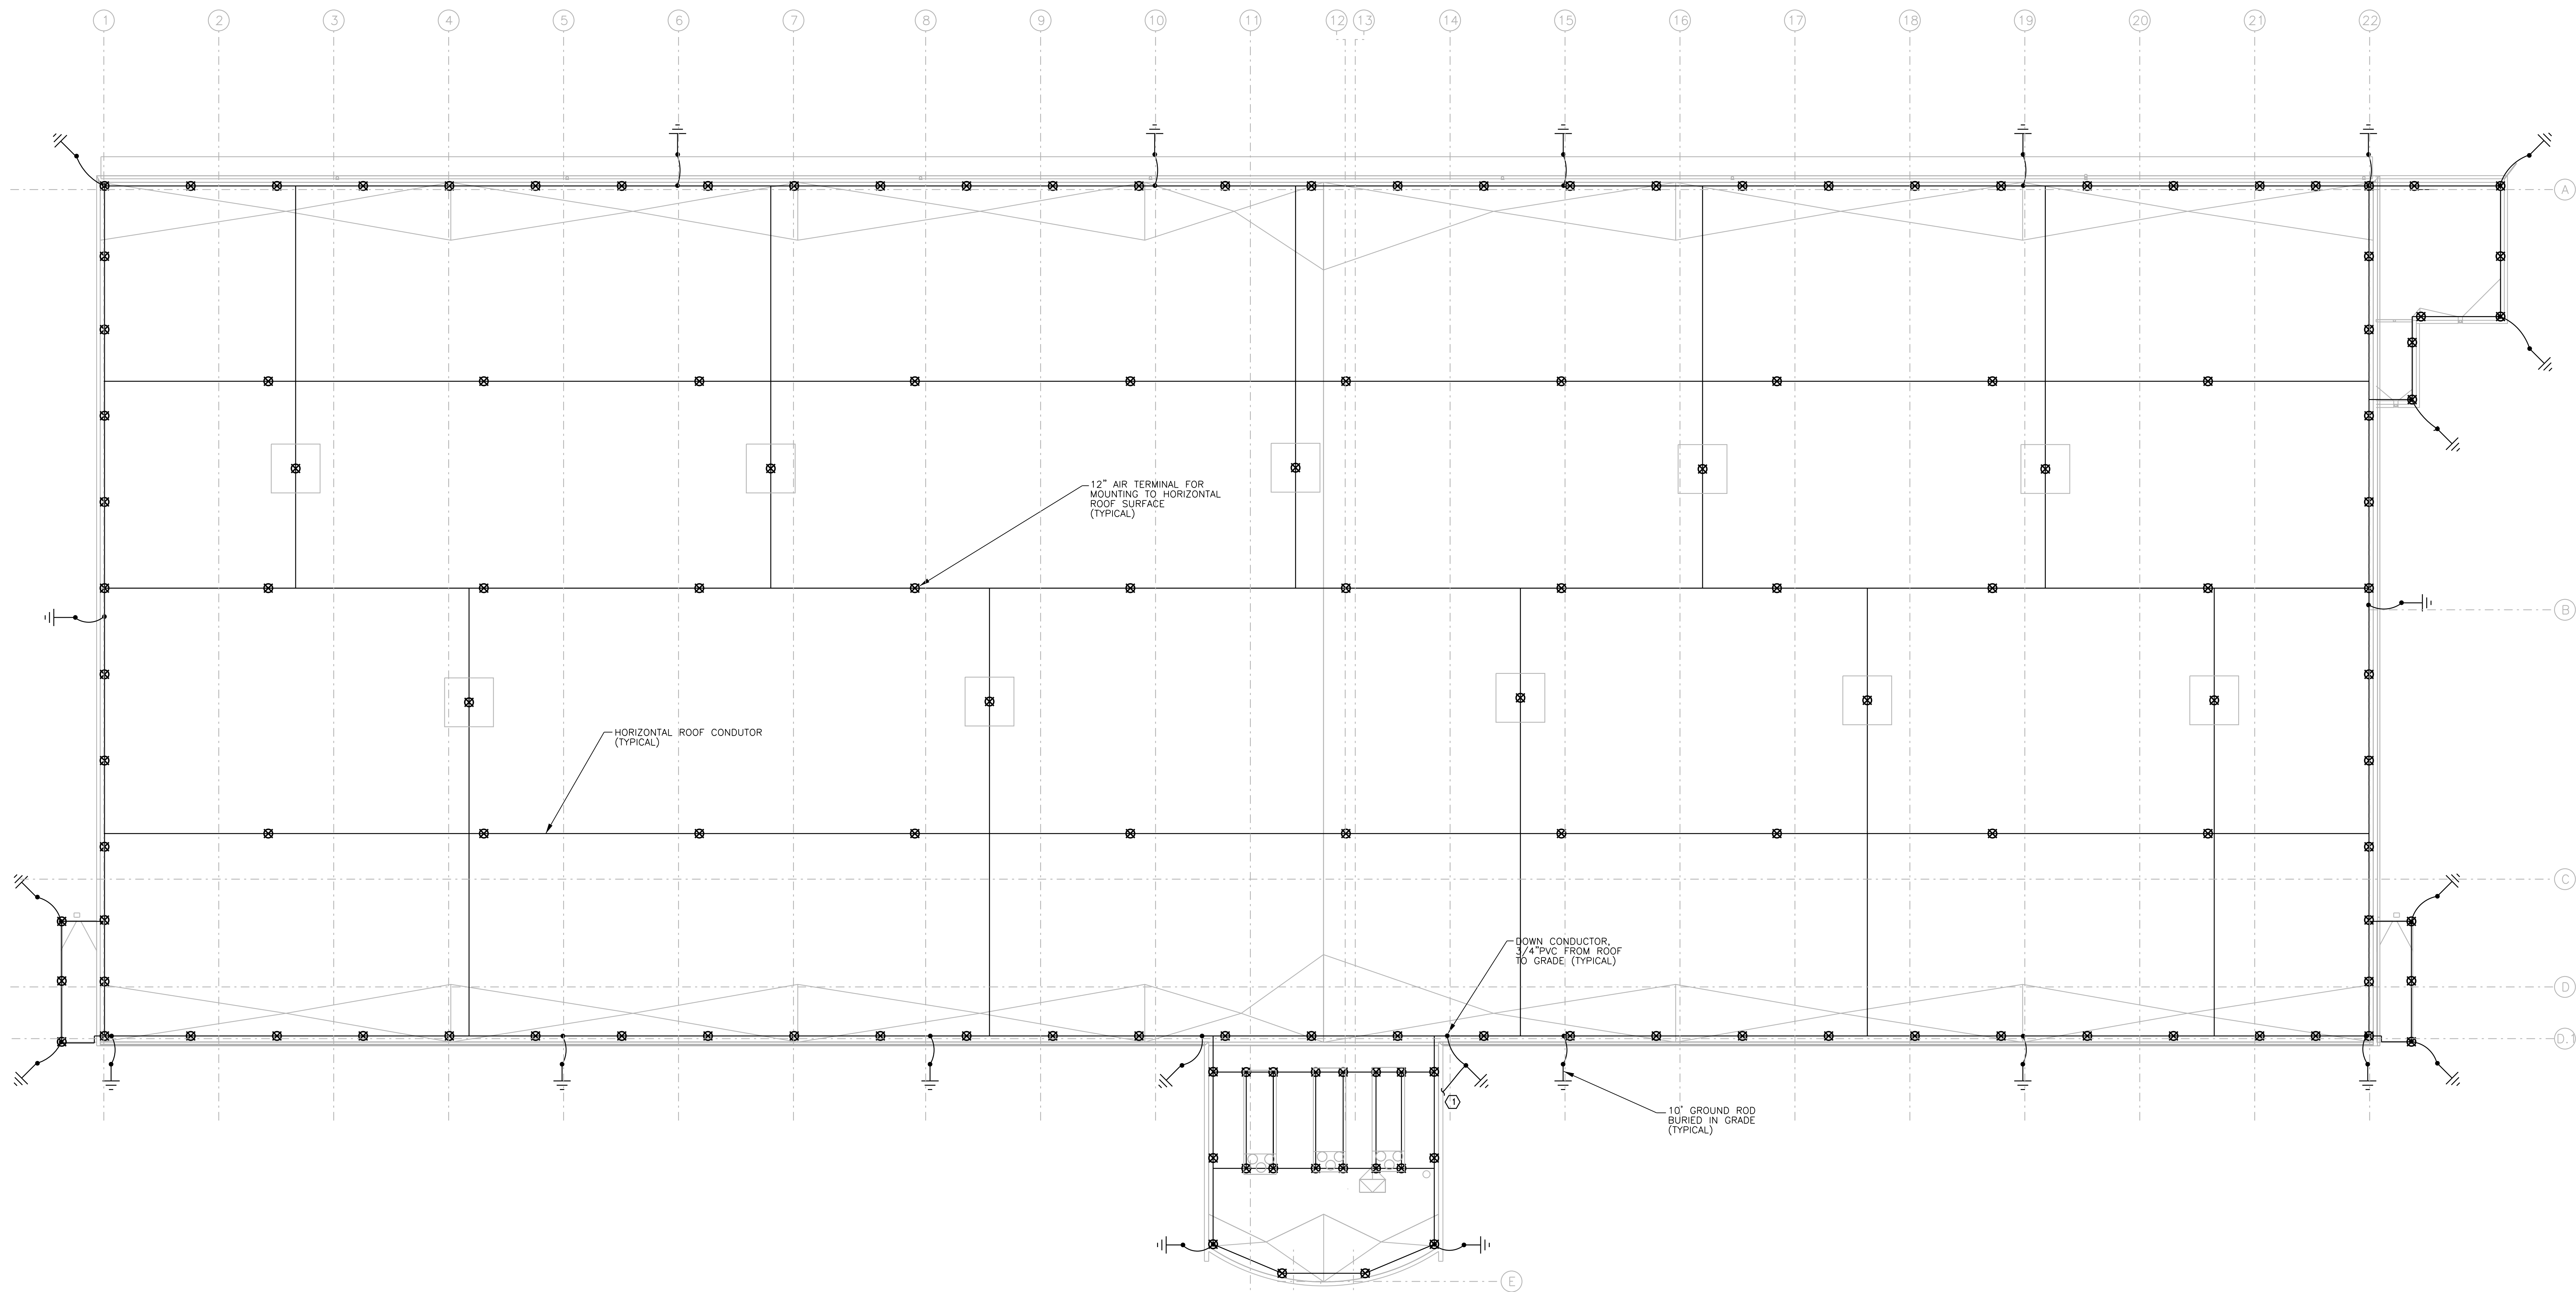 1 2 3 4 5 6 7 8 9 10 11 12 13 14 15 16 17 18 19 20 21 22
A
12" AIR TERMINAL FOR
MOUNTING TO HORIZONTAL
ROOF SURFACE
(TYPICAL)
B
HORIZONTAL ROOF CONDUTOR
(TYPICAL)
C
DOWN CONDUCTOR,
3/4"PVC FROM ROOF
TO GRADE (TYPICAL)
D
D.1
1
10' GROUND ROD
BURIED IN GRADE
(TYPICAL)
E